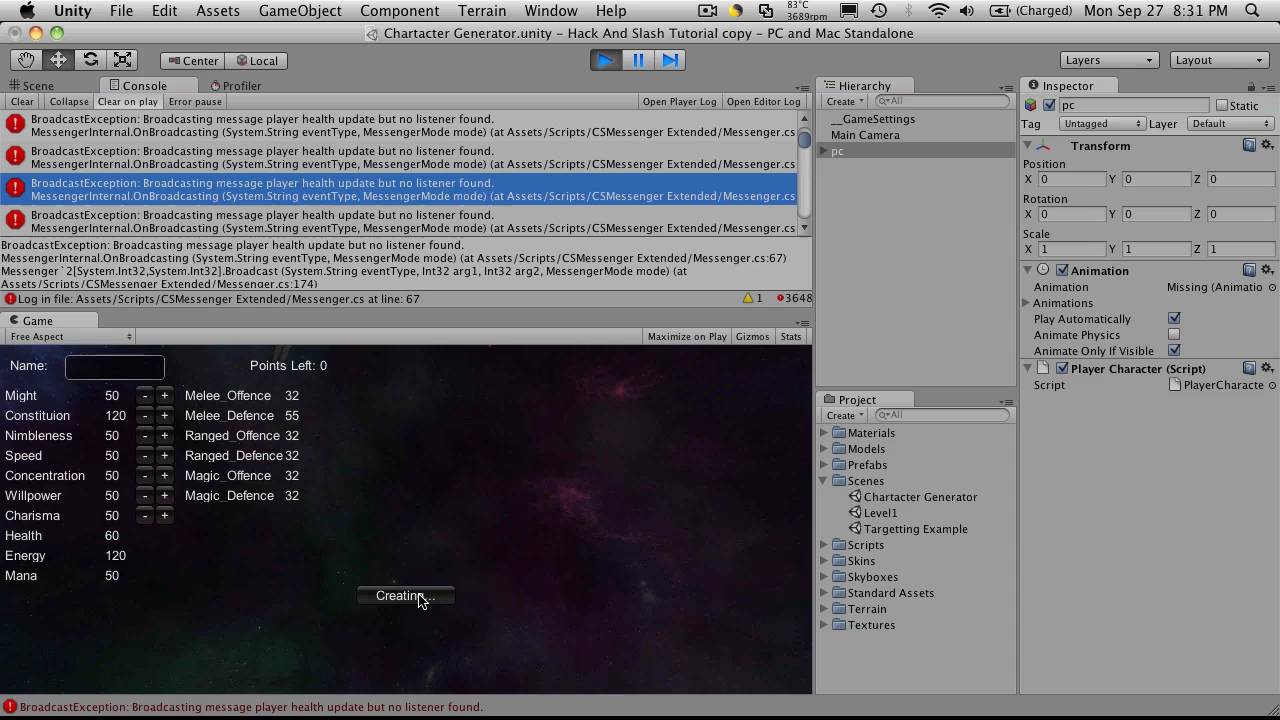 Unity File Edit Assets GameObject Component Terrain Window Help 83°C 3689rpm (Charged) Mon Sep 27 8:31 PM
Chartacter Generator.unity - Hack And Slash Tutorial copy - PC and Mac Standalone
Center Local Layers Layout
Scene Console Profiler
Clear Collapse Clear on play Error pause Open Player Log Open Editor Log
BroadcastException: Broadcasting message player health update but no listener found.
MessengerInternal.OnBroadcasting (System.String eventType, MessengerMode mode) (at Assets/Scripts/CSMessenger Extended/Messenger.cs
BroadcastException: Broadcasting message player health update but no listener found.
MessengerInternal.OnBroadcasting (System.String eventType, MessengerMode mode) (at Assets/Scripts/CSMessenger Extended/Messenger.cs
BroadcastException: Broadcasting message player health update but no listener found.
MessengerInternal.OnBroadcasting (System.String eventType, MessengerMode mode) (at Assets/Scripts/CSMessenger Extended/Messenger.cs
BroadcastException: Broadcasting message player health update but no listener found.
MessengerInternal.OnBroadcasting (System.String eventType, MessengerMode mode) (at Assets/Scripts/CSMessenger Extended/Messenger.cs
BroadcastException: Broadcasting message player health update but no listener found.
MessengerInternal.OnBroadcasting (System.String eventType, MessengerMode mode) (at Assets/Scripts/CSMessenger Extended/Messenger.cs:67)
Messenger`2[System.Int32,System.Int32].Broadcast (System.String eventType, Int32 arg1, Int32 arg2, MessengerMode mode) (at
Assets/Scripts/CSMessenger Extended/Messenger.cs:174)
Log in file: Assets/Scripts/CSMessenger Extended/Messenger.cs at line: 67 1 3648
Game
Free Aspect Maximize on Play Gizmos Stats
Name: Points Left: 0
Might 50 - + Melee_Offence 32
Constituion 120 - + Melee_Defence 55
Nimbleness 50 - + Ranged_Offence 32
Speed 50 - + Ranged_Defence 32
Concentration 50 - + Magic_Offence 32
Willpower 50 - + Magic_Defence 32
Charisma 50 - +
Health 60
Energy 120
Mana 50
Creating...
Hierarchy
Create All
__GameSettings
Main Camera
pc
Project
Create All
Materials
Models
Prefabs
Scenes
Chartacter Generator
Level1
Targetting Example
Scripts
Skins
Skyboxes
Standard Assets
Terrain
Textures
Inspector
pc Static
Tag Untagged Layer Default
Transform
Position
X 0 Y 0 Z 0
Rotation
X 0 Y 0 Z 0
Scale
X 1 Y 1 Z 1
Animation
Animation Missing (Animatio
Animations
Play Automatically
Animate Physics
Animate Only If Visible
Player Character (Script)
Script PlayerCharacte
BroadcastException: Broadcasting message player health update but no listener found.